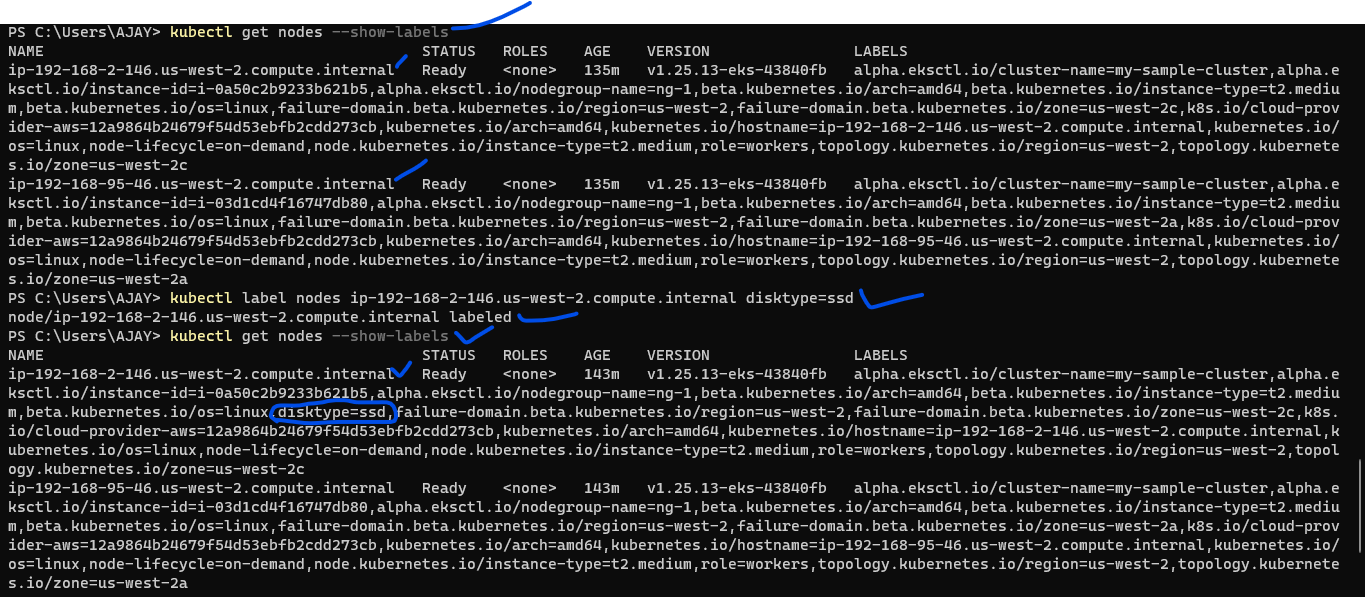 PS C:\Users\AJAY> kubectl get nodes --show-labels
NAME STATUS ROLES AGE VERSION LABELS
ip-192-168-2-146.us-west-2.compute.internal Ready <none> 135m v1.25.13-eks-43840fb alpha.eksctl.io/cluster-name=my-sample-cluster,alpha.e
ksctl.io/instance-id=i-0a50c2b9233b621b5,alpha.eksctl.io/nodegroup-name=ng-1,beta.kubernetes.io/arch=amd64,beta.kubernetes.io/instance-type=t2.mediu
m,beta.kubernetes.io/os=linux,failure-domain.beta.kubernetes.io/region=us-west-2,failure-domain.beta.kubernetes.io/zone=us-west-2c,k8s.io/cloud-prov
ider-aws=12a9864b24679f54d53ebfb2cdd273cb,kubernetes.io/arch=amd64,kubernetes.io/hostname=ip-192-168-2-146.us-west-2.compute.internal,kubernetes.io/
os=linux,node-lifecycle=on-demand,node.kubernetes.io/instance-type=t2.medium,role=workers,topology.kubernetes.io/region=us-west-2,topology.kubernete
s.io/zone=us-west-2c
ip-192-168-95-46.us-west-2.compute.internal Ready <none> 135m v1.25.13-eks-43840fb alpha.eksctl.io/cluster-name=my-sample-cluster,alpha.e
ksctl.io/instance-id=i-03d1cd4f16747db80,alpha.eksctl.io/nodegroup-name=ng-1,beta.kubernetes.io/arch=amd64,beta.kubernetes.io/instance-type=t2.mediu
m,beta.kubernetes.io/os=linux,failure-domain.beta.kubernetes.io/region=us-west-2,failure-domain.beta.kubernetes.io/zone=us-west-2a,k8s.io/cloud-prov
ider-aws=12a9864b24679f54d53ebfb2cdd273cb,kubernetes.io/arch=amd64,kubernetes.io/hostname=ip-192-168-95-46.us-west-2.compute.internal,kubernetes.io/
os=linux,node-lifecycle=on-demand,node.kubernetes.io/instance-type=t2.medium,role=workers,topology.kubernetes.io/region=us-west-2,topology.kubernete
s.io/zone=us-west-2a
PS C:\Users\AJAY> kubectl label nodes ip-192-168-2-146.us-west-2.compute.internal disktype=ssd
node/ip-192-168-2-146.us-west-2.compute.internal labeled
PS C:\Users\AJAY> kubectl get nodes --show-labels
NAME STATUS ROLES AGE VERSION LABELS
ip-192-168-2-146.us-west-2.compute.internal Ready <none> 143m v1.25.13-eks-43840fb alpha.eksctl.io/cluster-name=my-sample-cluster,alpha.e
ksctl.io/instance-id=i-0a50c2b9233b621b5,alpha.eksctl.io/nodegroup-name=ng-1,beta.kubernetes.io/arch=amd64,beta.kubernetes.io/instance-type=t2.mediu
m,beta.kubernetes.io/os=linux,disktype=ssd,failure-domain.beta.kubernetes.io/region=us-west-2,failure-domain.beta.kubernetes.io/zone=us-west-2c,k8s.
io/cloud-provider-aws=12a9864b24679f54d53ebfb2cdd273cb,kubernetes.io/arch=amd64,kubernetes.io/hostname=ip-192-168-2-146.us-west-2.compute.internal,k
ubernetes.io/os=linux,node-lifecycle=on-demand,node.kubernetes.io/instance-type=t2.medium,role=workers,topology.kubernetes.io/region=us-west-2,topol
ogy.kubernetes.io/zone=us-west-2c
ip-192-168-95-46.us-west-2.compute.internal Ready <none> 143m v1.25.13-eks-43840fb alpha.eksctl.io/cluster-name=my-sample-cluster,alpha.e
ksctl.io/instance-id=i-03d1cd4f16747db80,alpha.eksctl.io/nodegroup-name=ng-1,beta.kubernetes.io/arch=amd64,beta.kubernetes.io/instance-type=t2.mediu
m,beta.kubernetes.io/os=linux,failure-domain.beta.kubernetes.io/region=us-west-2,failure-domain.beta.kubernetes.io/zone=us-west-2a,k8s.io/cloud-prov
ider-aws=12a9864b24679f54d53ebfb2cdd273cb,kubernetes.io/arch=amd64,kubernetes.io/hostname=ip-192-168-95-46.us-west-2.compute.internal,kubernetes.io/
os=linux,node-lifecycle=on-demand,node.kubernetes.io/instance-type=t2.medium,role=workers,topology.kubernetes.io/region=us-west-2,topology.kubernete
s.io/zone=us-west-2a